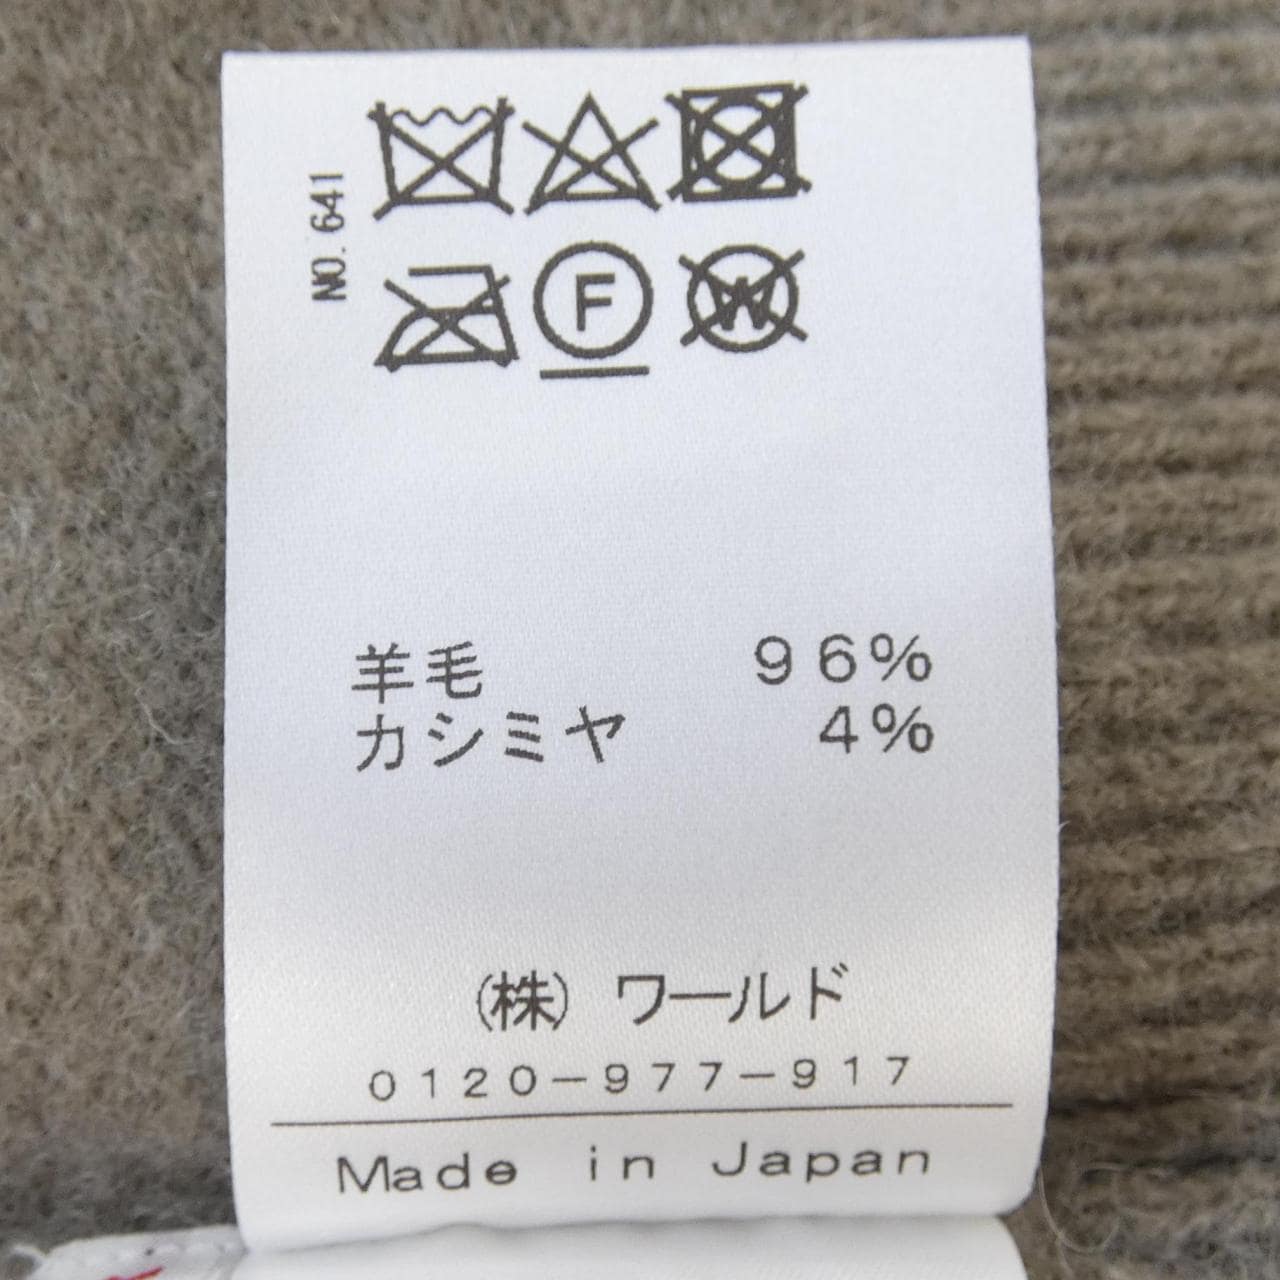 NO. 641
F
W
羊毛 96%
カシミヤ 4%
(株) ワールド
0120-977-917
Made in Japan